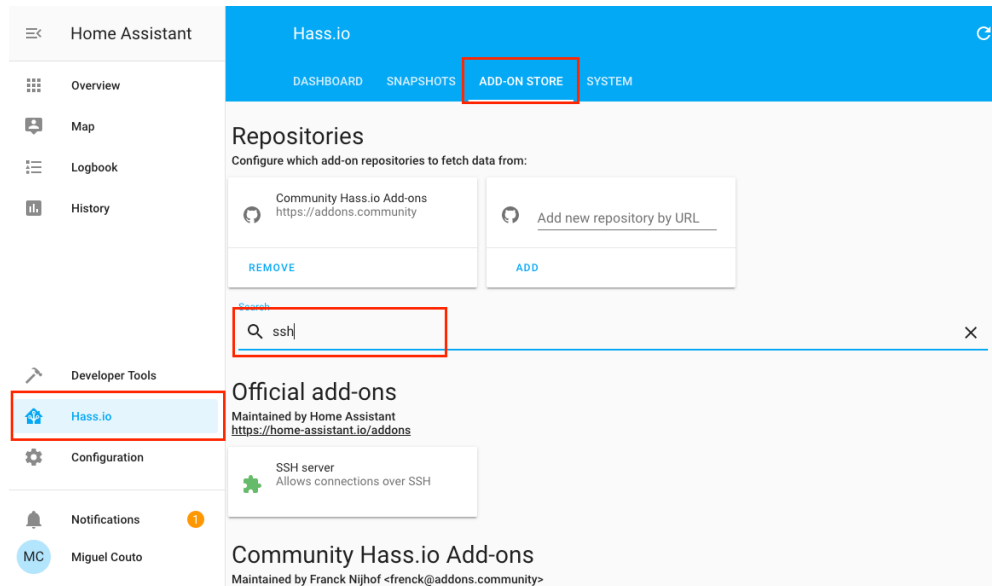 Home Assistant
Hass.io
DASHBOARD
SNAPSHOTS
ADD-ON STORE
SYSTEM
Overview
Map
Logbook
History
Developer Tools
Hass.io
Configuration
Notifications
1
MC
Miguel Couto
Repositories
Configure which add-on repositories to fetch data from:
Community Hass.io Add-ons
https://addons.community
REMOVE
Add new repository by URL
ADD
Search
ssh
Official add-ons
Maintained by Home Assistant
https://home-assistant.io/addons
SSH server
Allows connections over SSH
Community Hass.io Add-ons
Maintained by Franck Nijhof <frenck@addons.community>